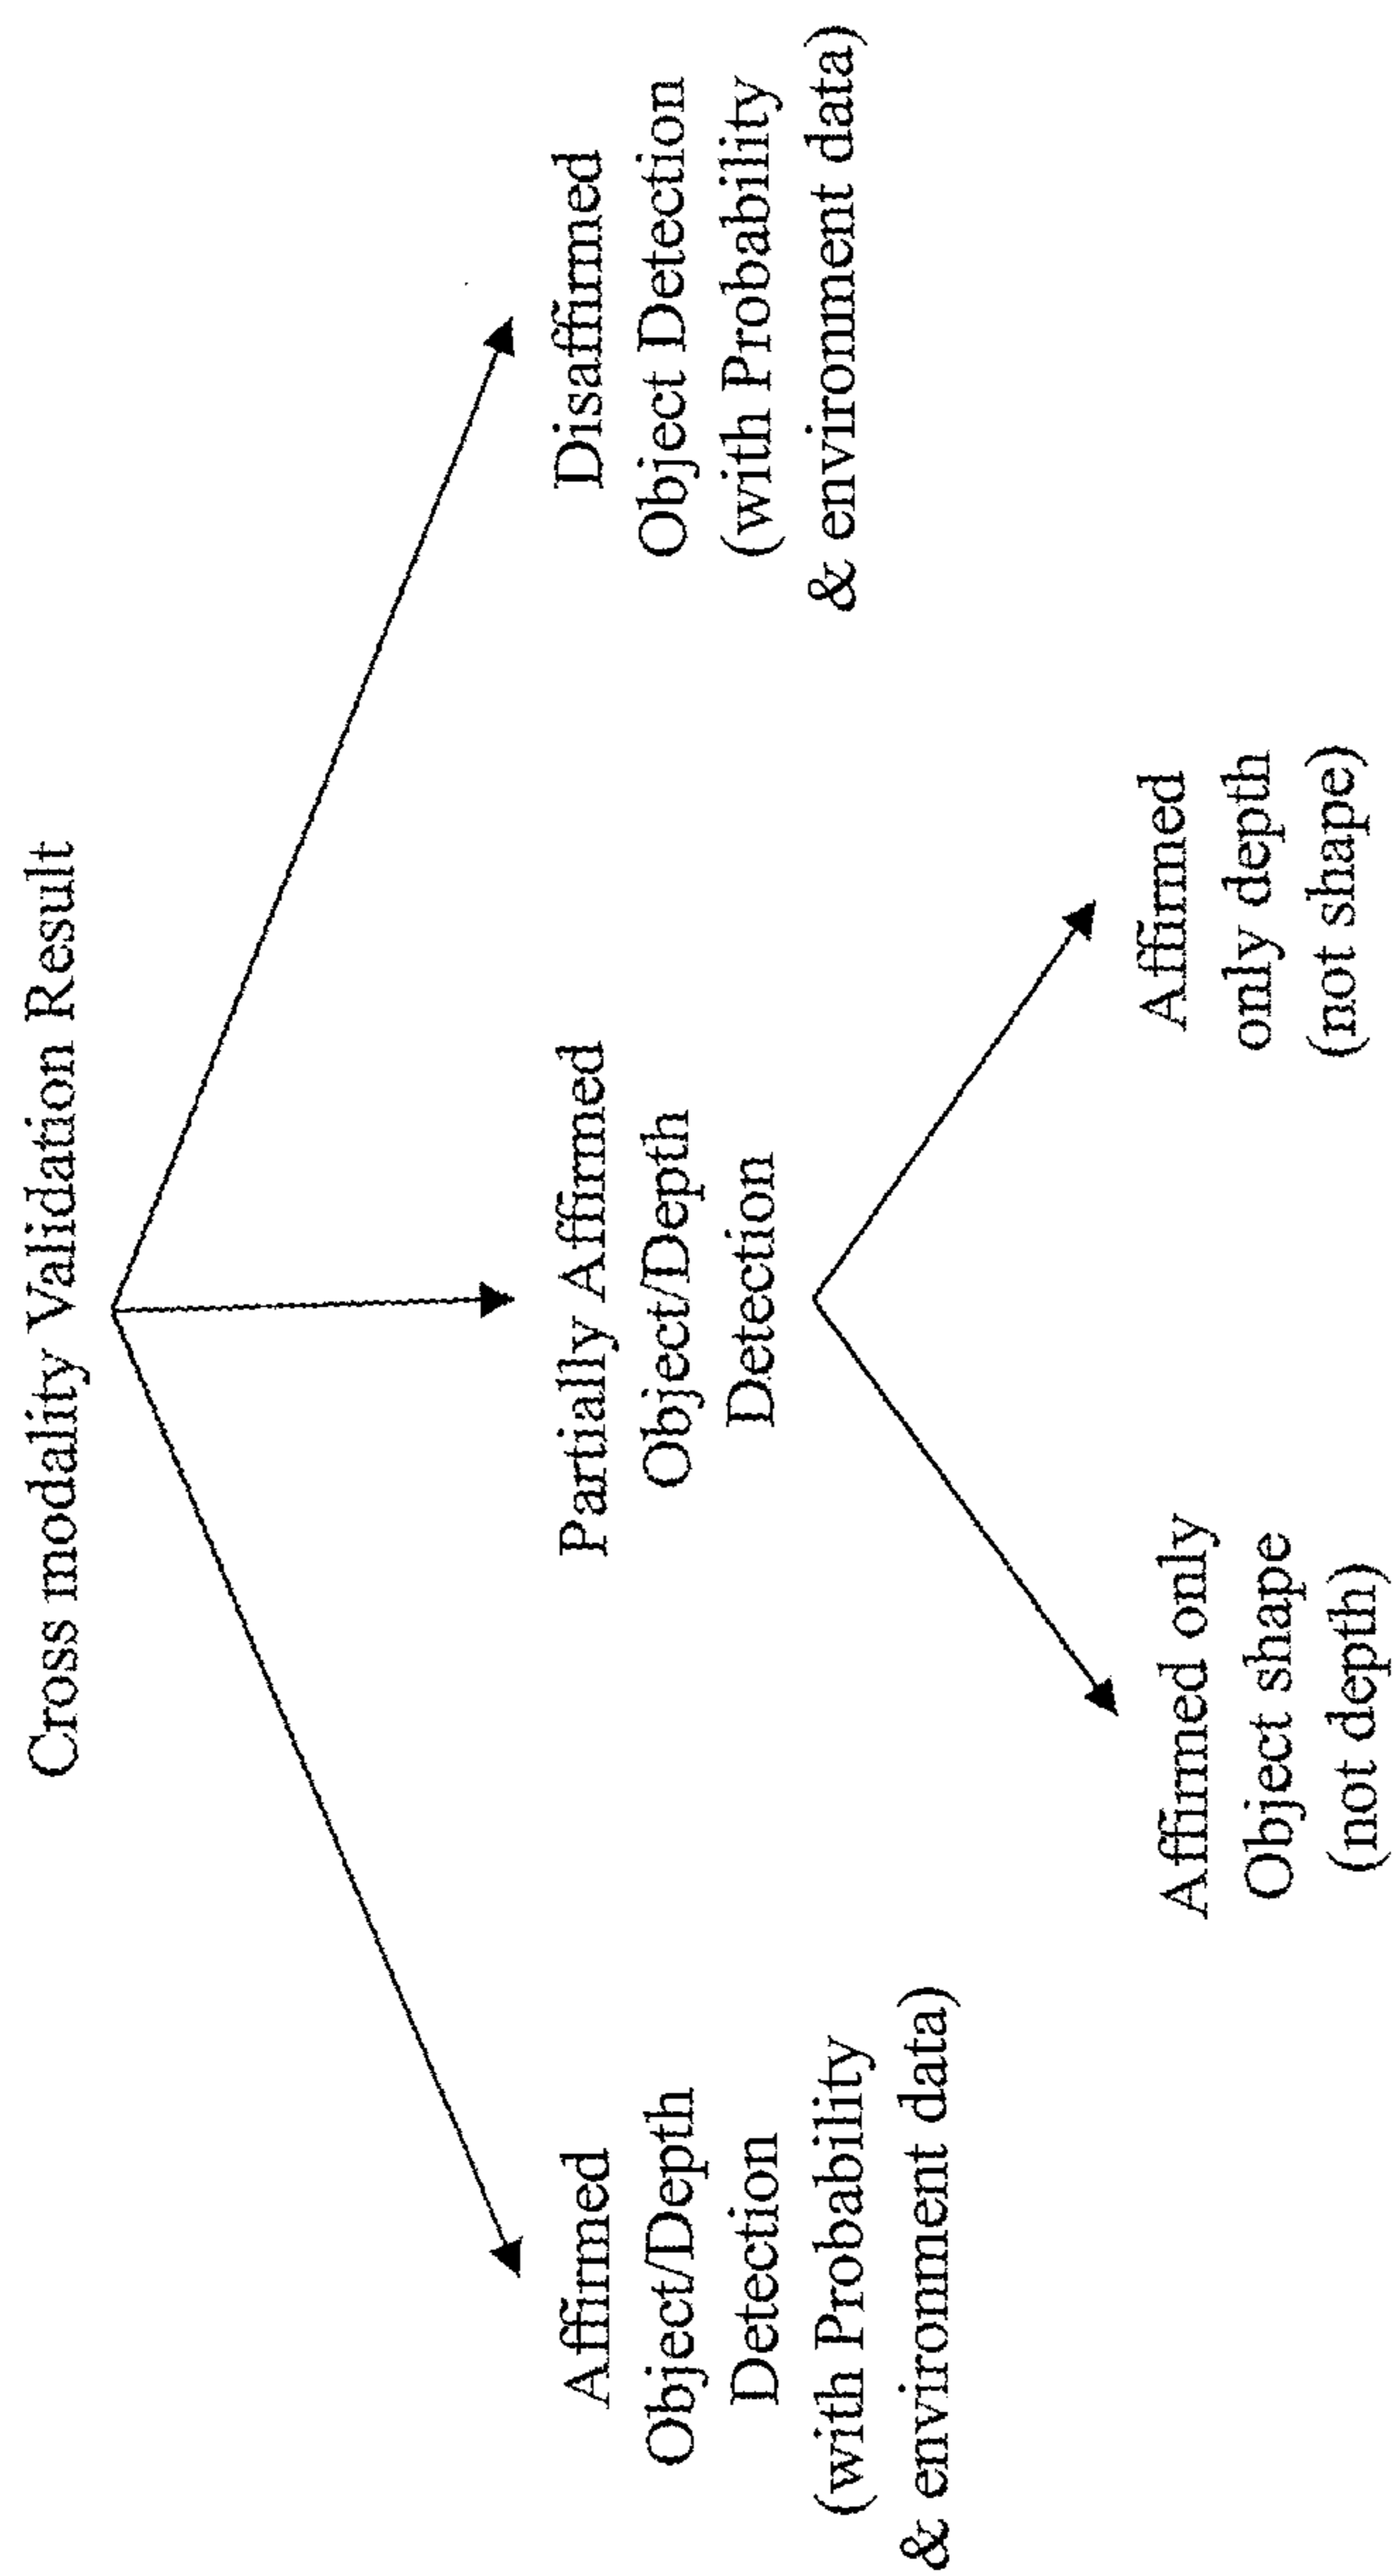 Cross modality Validation Result
Affirmed
Object/Depth
Detection
(with Probability
& environment data)
Partially Affirmed
Object/Depth
Detection
Disaffirmed
Object Detection
(with Probability
& environment data)
Affirmed only
Object shape
(not depth)
Affirmed
only depth
(not shape)